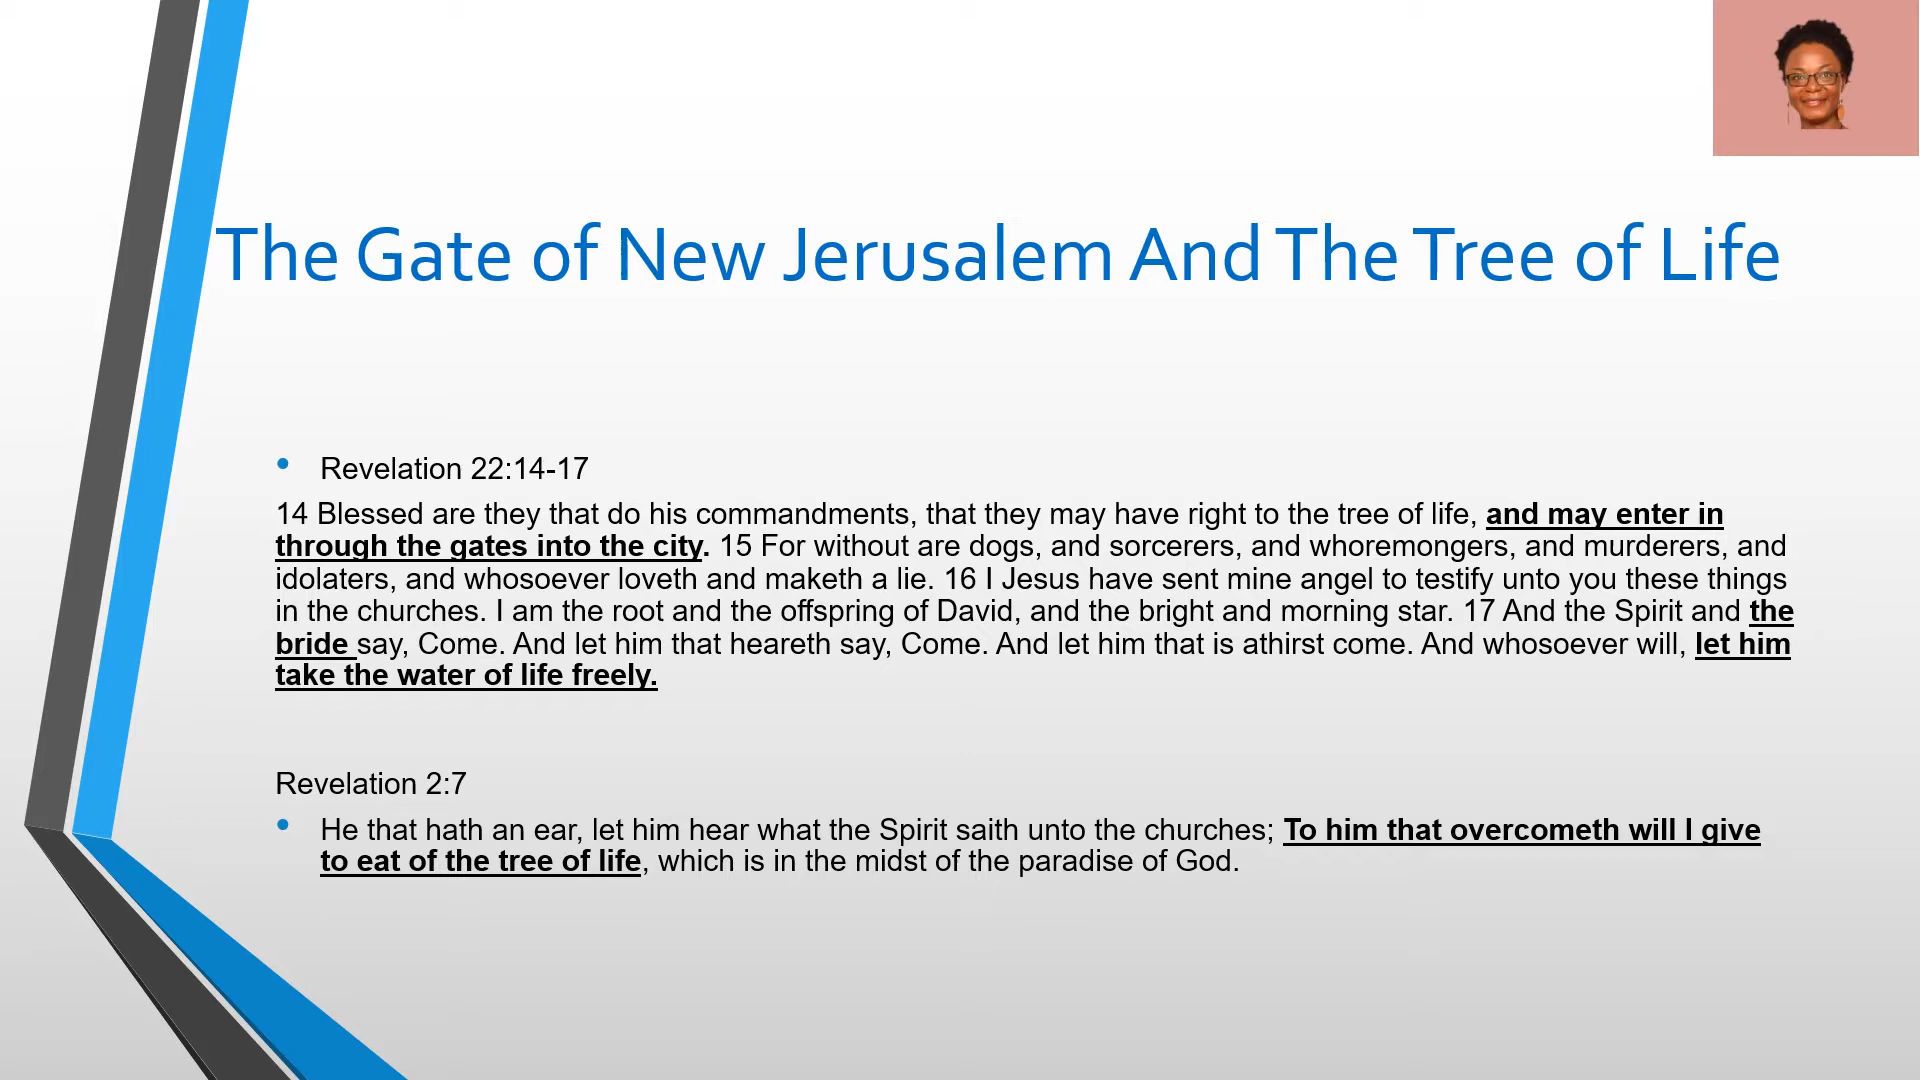 The Gate of New Jerusalem And The Tree of Life
• Revelation 22:14-17
14 Blessed are they that do his commandments, that they may have right to the tree of life, and may enter in
through the gates into the city. 15 For without are dogs, and sorcerers, and whoremongers, and murderers, and
idolaters, and whosoever loveth and maketh a lie. 16 I Jesus have sent mine angel to testify unto you these things
in the churches. I am the root and the offspring of David, and the bright and morning star. 17 And the Spirit and the
bride say, Come. And let him that heareth say, Come. And let him that is athirst come. And whosoever will, let him
take the water of life freely.
Revelation 2:7
• He that hath an ear, let him hear what the Spirit saith unto the churches; To him that overcometh will I give
to eat of the tree of life, which is in the midst of the paradise of God.